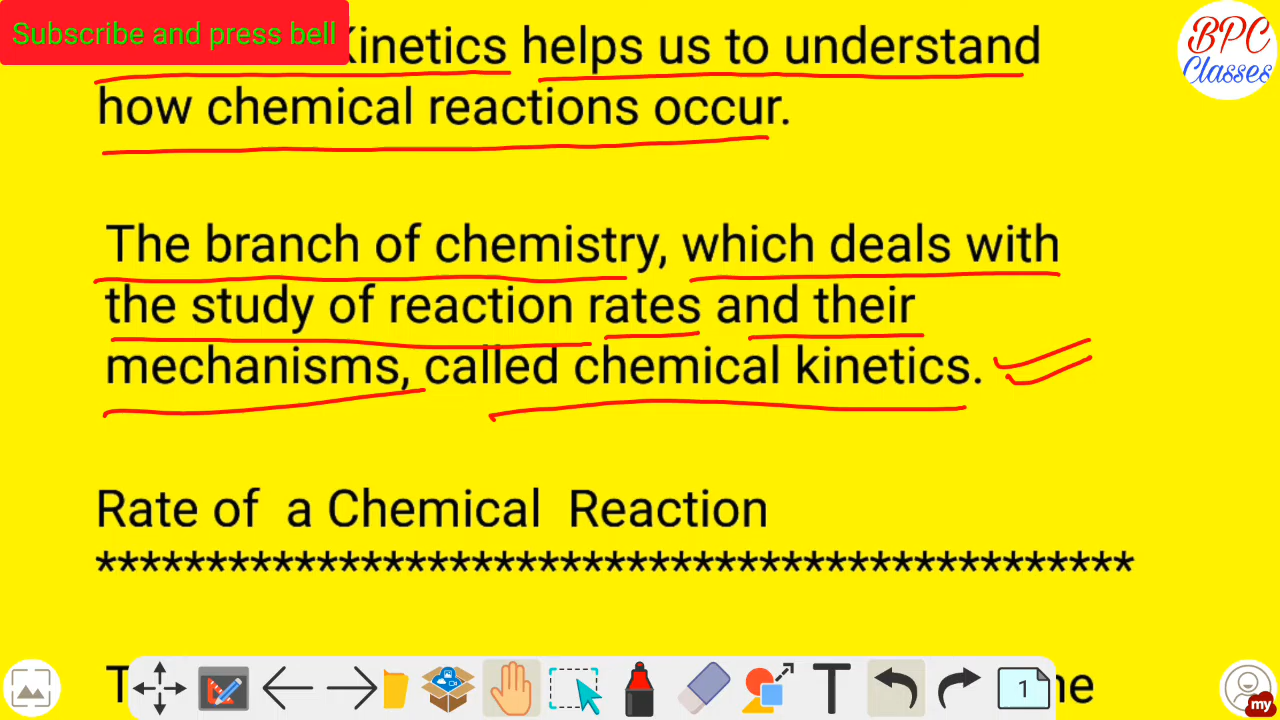 Subscribe and press bell
Kinetics helps us to understand
how chemical reactions occur.
BPC
Classes
The branch of chemistry, which deals with
the study of reaction rates and their
mechanisms, called chemical kinetics.
Rate of a Chemical Reaction
**********************************************
T
1
my